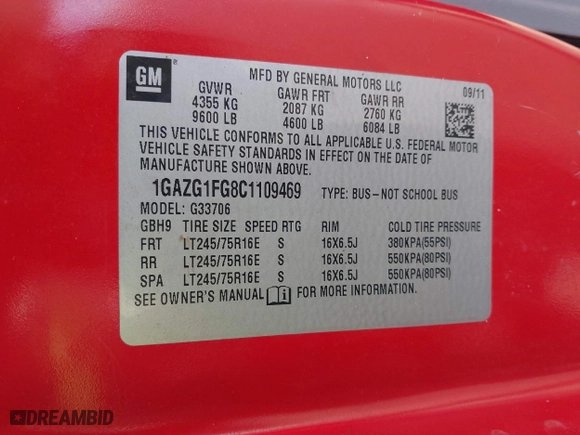 GM
MFD BY GENERAL MOTORS LLC
GVWR GAWR FRT GAWR RR 09/11
4355 KG 2087 KG 2760 KG
9600 LB 4600 LB 6084 LB
THIS VEHICLE CONFORMS TO ALL APPLICABLE U.S. FEDERAL MOTOR
VEHICLE SAFETY STANDARDS IN EFFECT ON THE DATE OF
MANUFACTURE SHOWN ABOVE.
1GAZG1FG8C1109469 TYPE: BUS-NOT SCHOOL BUS
MODEL: G33706
GBH9 TIRE SIZE SPEED RTG RIM COLD TIRE PRESSURE
FRT LT245/75R16E S 16X6.5J 380KPA(55PSI)
RR LT245/75R16E S 16X6.5J 550KPA(80PSI)
SPA LT245/75R16E S 16X6.5J 550KPA(80PSI)
SEE OWNER'S MANUAL i FOR MORE INFORMATION.
DREAMBID